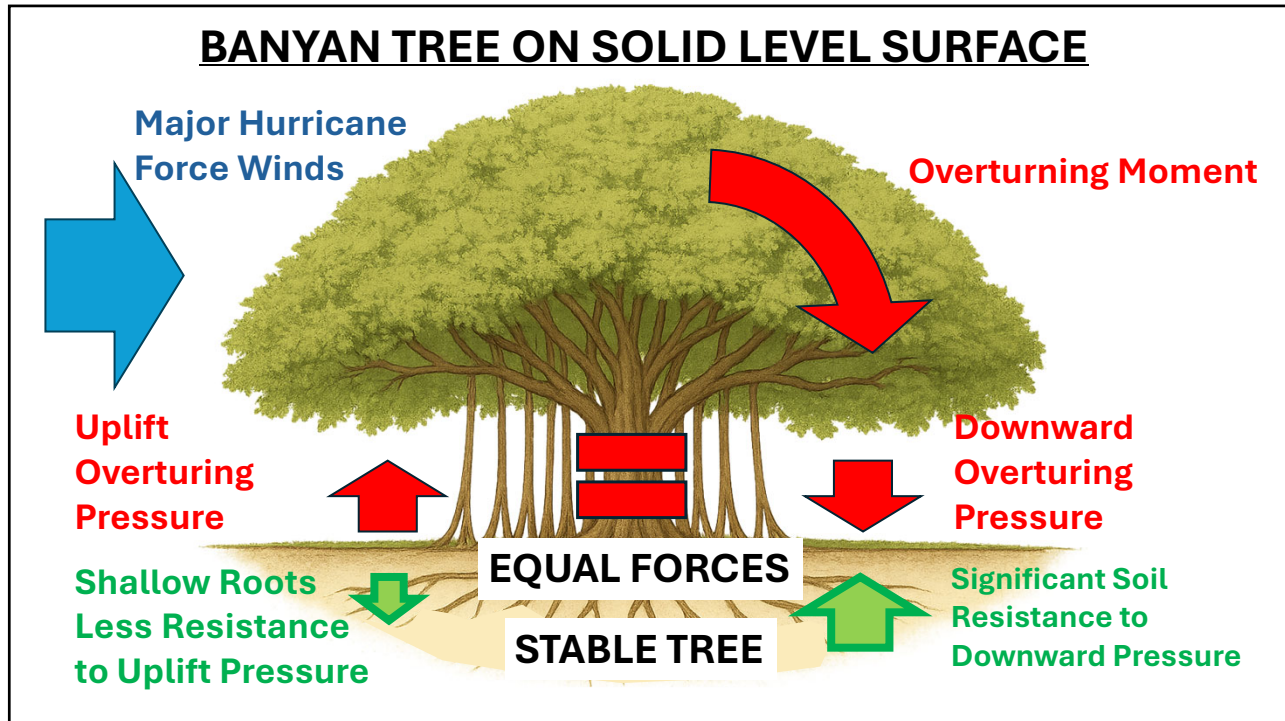 BANYAN TREE ON SOLID LEVEL SURFACE
Major Hurricane
Force Winds
Overturning Moment
Uplift
Overturing
Pressure
Downward
Overturing
Pressure
EQUAL FORCES
STABLE TREE
Shallow Roots
Less Resistance
to Uplift Pressure
Significant Soil
Resistance to
Downward Pressure